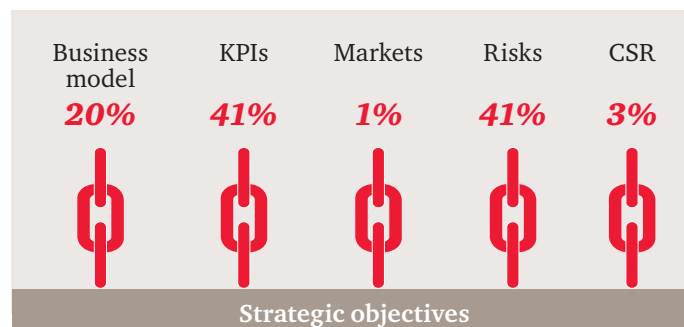 Business model
20%
KPIs
41%
Markets
1%
Risks
41%
CSR
3%
Strategic objectives